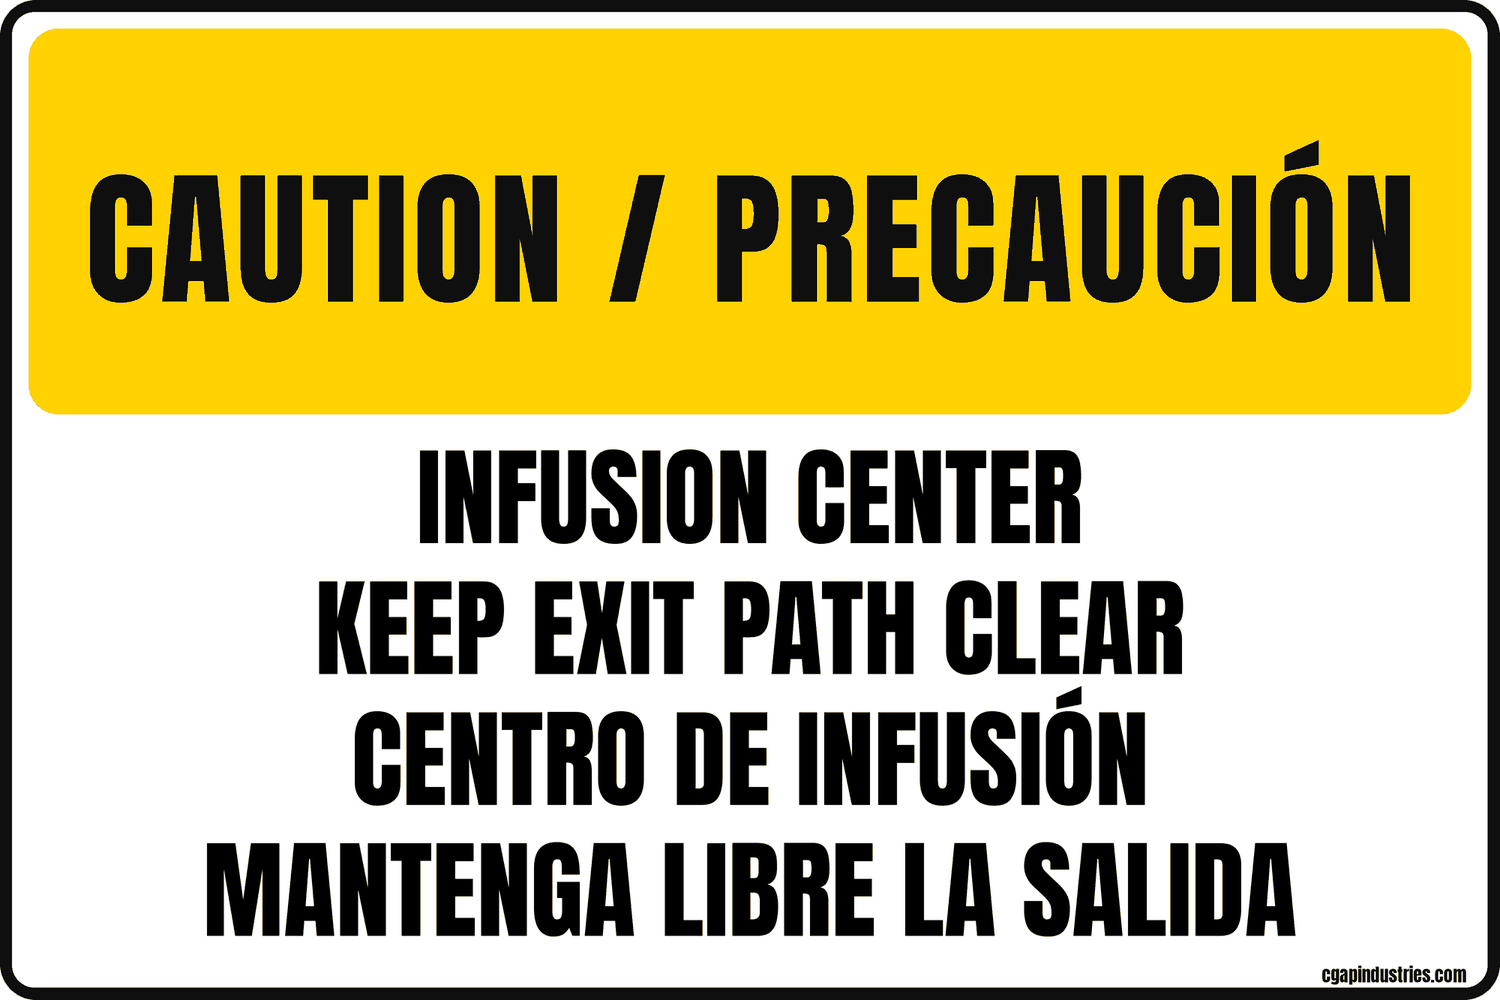 CAUTION / PRECAUCIÓN
INFUSION CENTER
KEEP EXIT PATH CLEAR
CENTRO DE INFUSIÓN
MANTENGA LIBRE LA SALIDA
cgapindustries.com